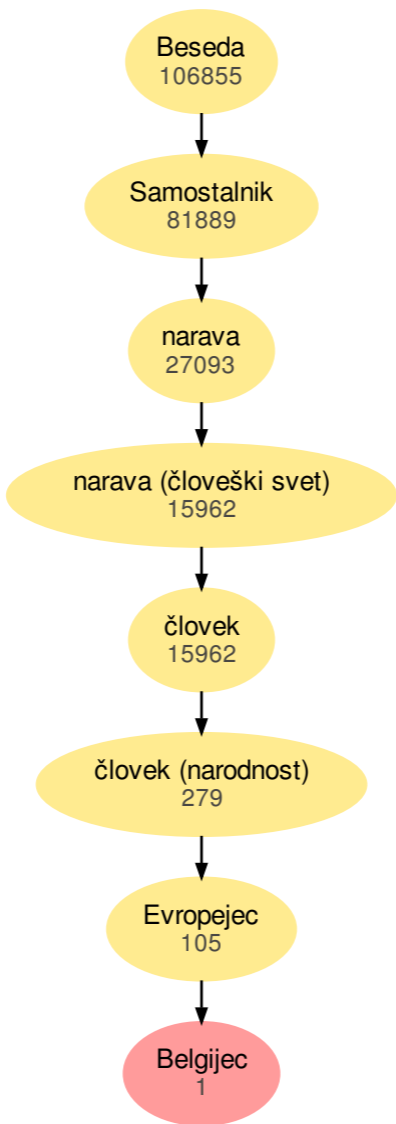 Beseda
106855
Samostalnik
81889
narava
27093
narava (človeški svet)
15962
človek
15962
človek (narodnost)
279
Evropejec
105
Belgijec
1